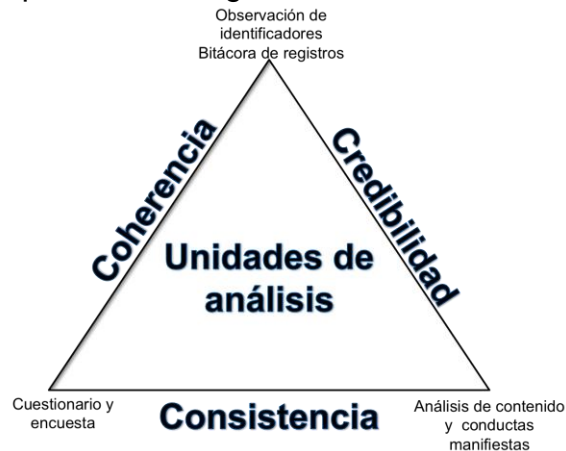 Observación de
identificadores
Bitácora de registros
Coherencia
Credibilidad
Unidades de
análisis
Cuestionario y
encuesta
Consistencia
Análisis de contenido
y conductas
manifiestas